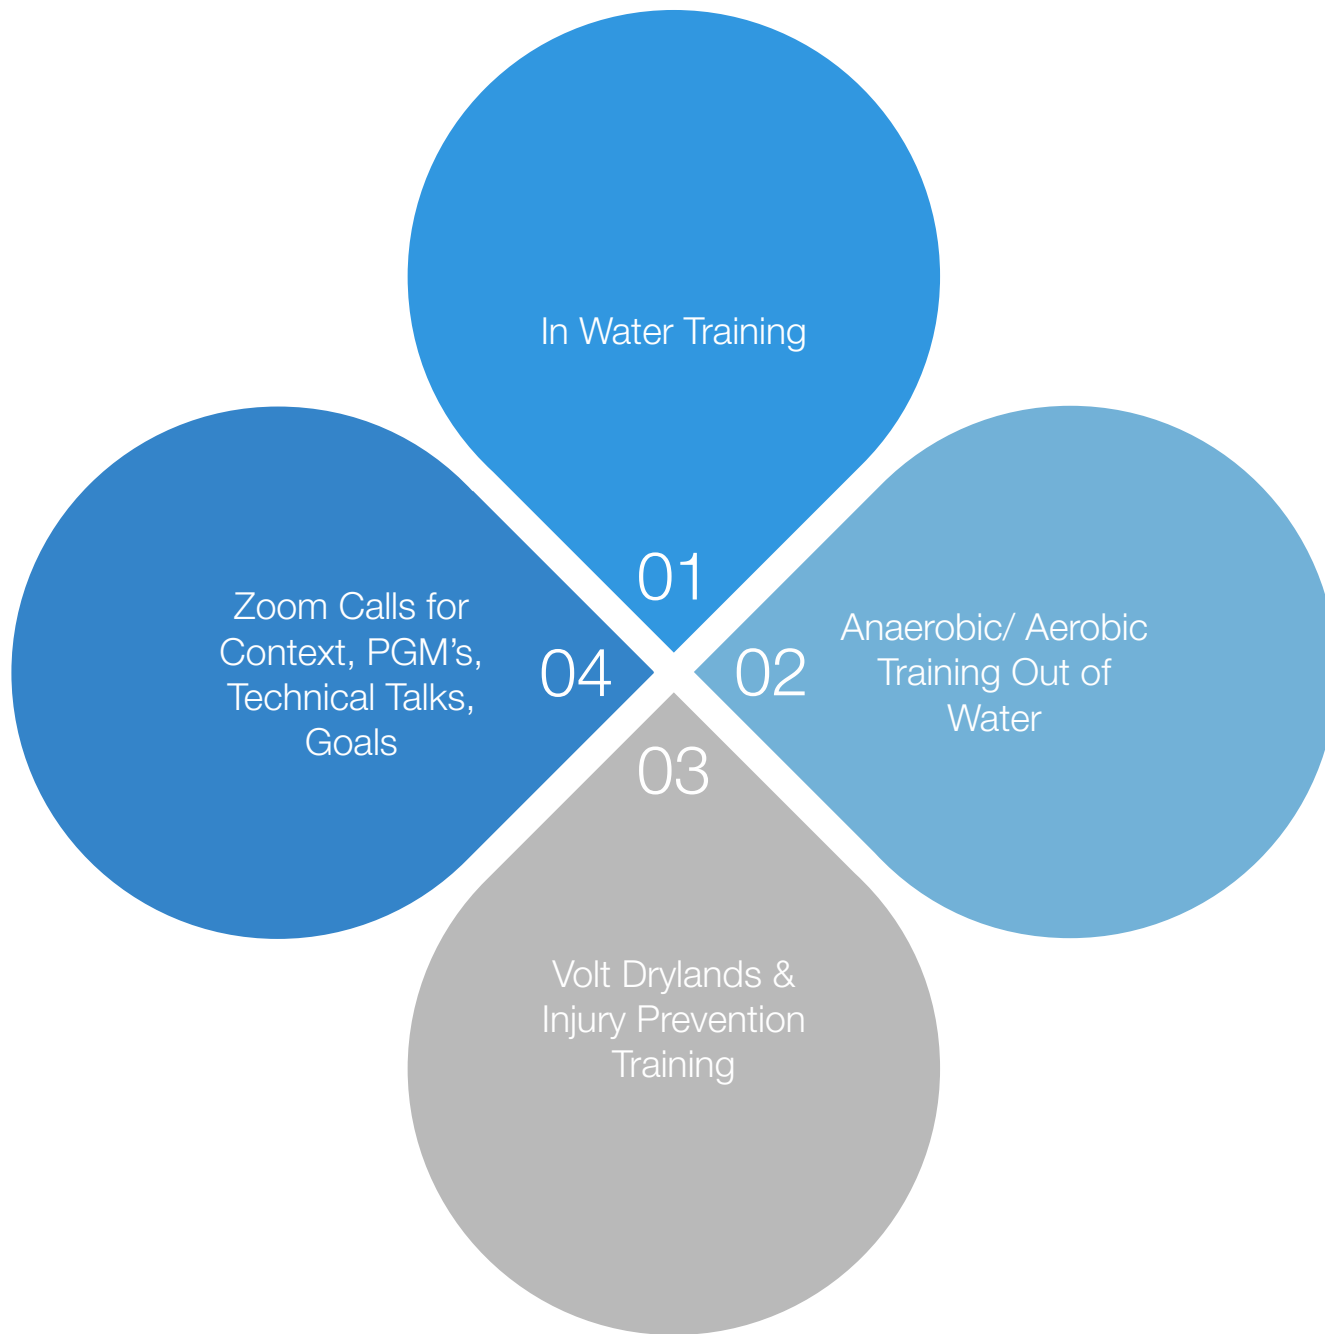 In Water Training
01
Zoom Calls for
Context, PGM's,
Technical Talks,
Goals
04
02
Anaerobic/ Aerobic
Training Out of
Water
03
Volt Drylands &
Injury Prevention
Training